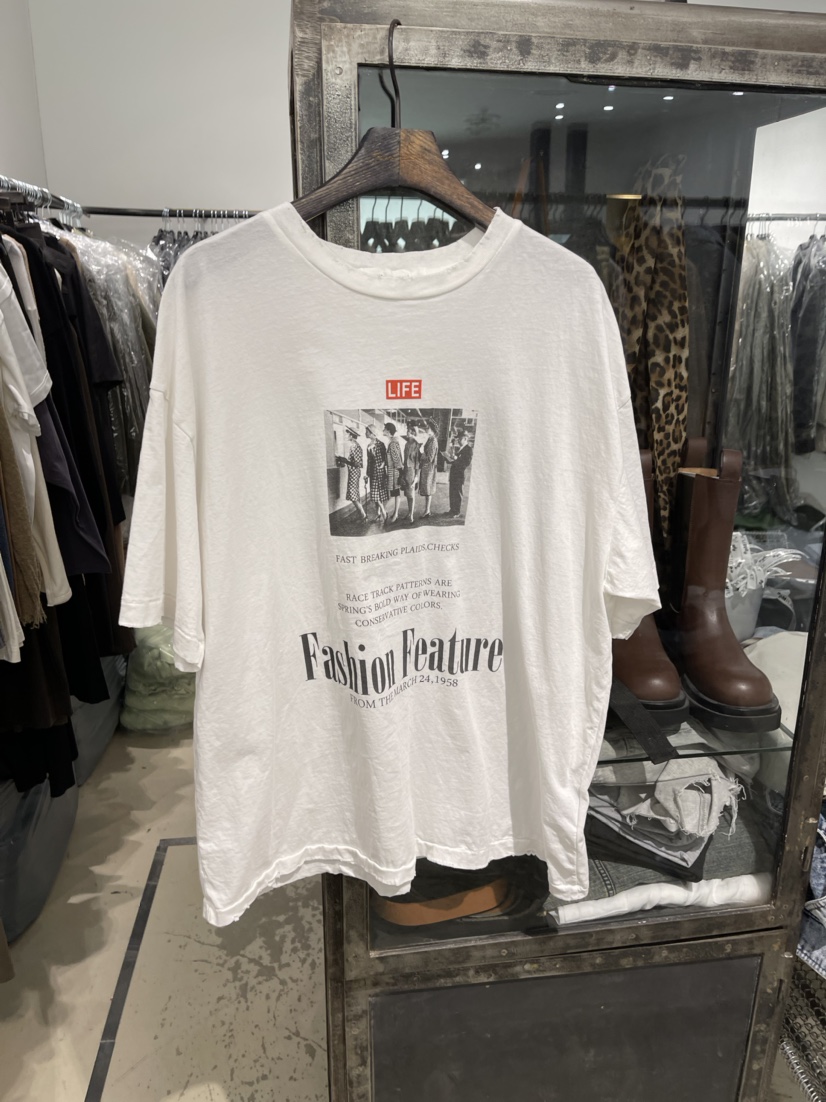 LIFE
FAST BREAKING PLAIDS,CHECKS
RACE TRACK PATTERNS ARE
SPRING'S BOLD WAY OF WEARING
CONSERVATIVE COLORS.
Fashion Feature
FROM THE MARCH 24,1958